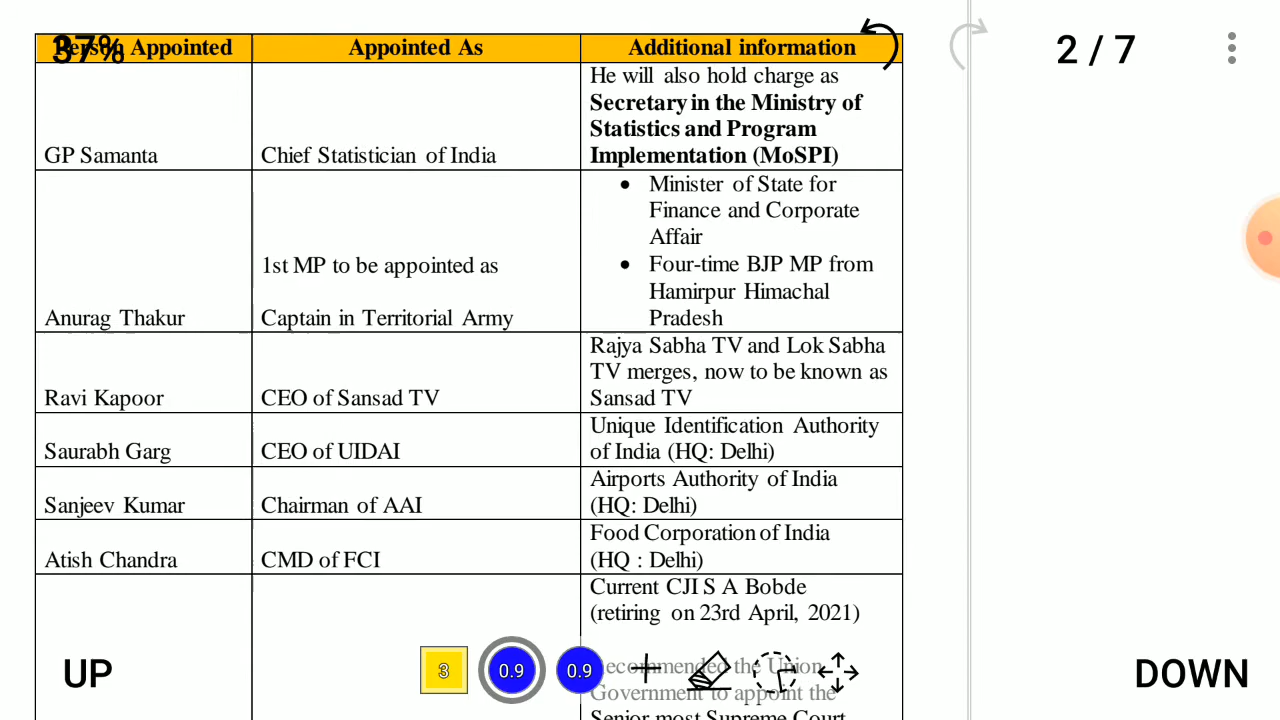 37%
Person Appointed Appointed As Additional information
2 / 7
He will also hold charge as
Secretary in the Ministry of
Statistics and Program
GP Samanta Chief Statistician of India Implementation (MoSPI)
• Minister of State for
Finance and Corporate
Affair
1st MP to be appointed as
• Four-time BJP MP from
Hamirpur Himachal
Anurag Thakur Captain in Territorial Army Pradesh
Rajya Sabha TV and Lok Sabha
TV merges, now to be known as
Ravi Kapoor CEO of Sansad TV Sansad TV
Unique Identification Authority
Saurabh Garg CEO of UIDAI of India (HQ: Delhi)
Airports Authority of India
Sanjeev Kumar Chairman of AAI (HQ: Delhi)
Food Corporation of India
Atish Chandra CMD of FCI (HQ : Delhi)
Current CJI S A Bobde
(retiring on 23rd April, 2021)
recommended the Union
Government to appoint the
Senior most Supreme Court
UP 3 0.9 0.9 DOWN